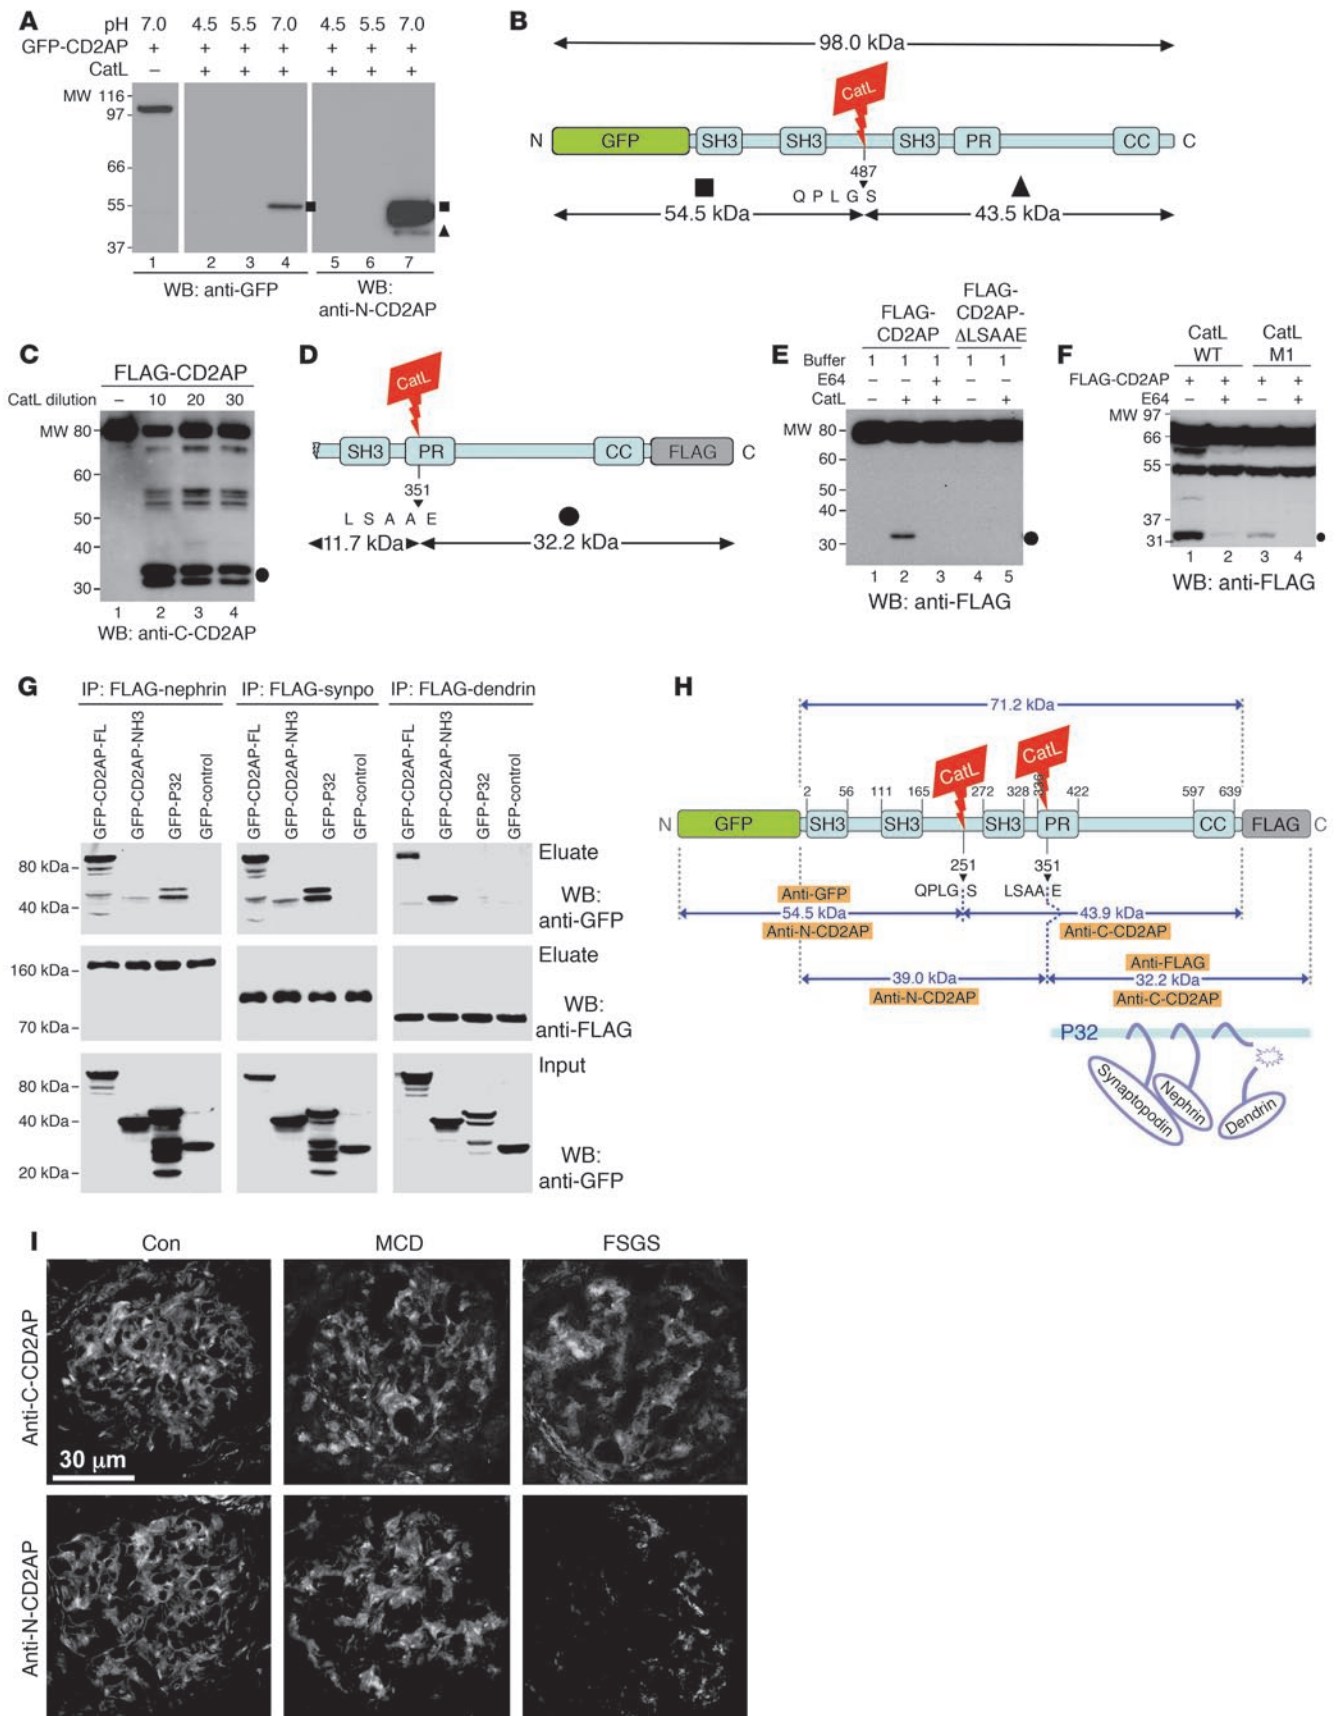 A
pH 7.0 4.5 5.5 7.0 4.5 5.5 7.0
GFP-CD2AP + + + + + + +
CatL – + + + + + +
MW 116
97
66
55
37
1 2 3 4 5 6 7
WB: anti-GFP
WB:
anti-N-CD2AP
B
98.0 kDa
CatL
N GFP SH3 SH3 SH3 PR CC C
487
Q P L G S
54.5 kDa 43.5 kDa
C
FLAG-CD2AP
CatL dilution – 10 20 30
MW 80
60
50
40
30
1 2 3 4
WB: anti-C-CD2AP
D
CatL
SH3 PR CC FLAG C
351
L S A A E
11.7 kDa 32.2 kDa
E
FLAG-
CD2AP
FLAG-
CD2AP-
ΔLSAAE
Buffer 1 1 1 1 1
E64 – – + – –
CatL – + + – +
MW 80
60
50
40
30
1 2 3 4 5
WB: anti-FLAG
F
CatL
WT
CatL
M1
FLAG-CD2AP + + + +
E64 – + – +
MW 97
66
55
37
31
1 2 3 4
WB: anti-FLAG
G
IP: FLAG-nephrin IP: FLAG-synpo IP: FLAG-dendrin
GFP-CD2AP-FL
GFP-CD2AP-NH3
GFP-P32
GFP-control
GFP-CD2AP-FL
GFP-CD2AP-NH3
GFP-P32
GFP-control
GFP-CD2AP-FL
GFP-CD2AP-NH3
GFP-P32
GFP-control
80 kDa
40 kDa
Eluate
WB:
anti-GFP
160 kDa
70 kDa
Eluate
WB:
anti-FLAG
80 kDa
40 kDa
20 kDa
Input
WB:
anti-GFP
H
71.2 kDa
CatL CatL
2 56 111 165 272 328 336 422 597 639
N GFP SH3 SH3 SH3 PR CC FLAG C
251 351
QPLG S LSAA E
Anti-GFP
54.5 kDa 43.9 kDa
Anti-N-CD2AP Anti-C-CD2AP
Anti-FLAG
39.0 kDa 32.2 kDa
Anti-N-CD2AP Anti-C-CD2AP
P32
Synaptopodin
Nephrin
Dendrin
I
Con MCD FSGS
Anti-C-CD2AP
30 μm
Anti-N-CD2AP